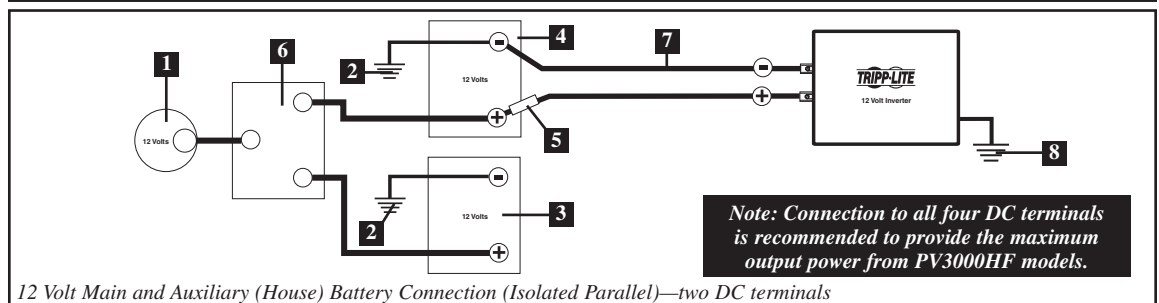 4
6
7
1
2
12 Volts
TRIPP·LITE
12 Volt Inverter
12 Volts
5
8
3
2
12 Volts
Note: Connection to all four DC terminals
is recommended to provide the maximum
output power from PV3000HF models.
12 Volt Main and Auxiliary (House) Battery Connection (Isolated Parallel)—two DC terminals